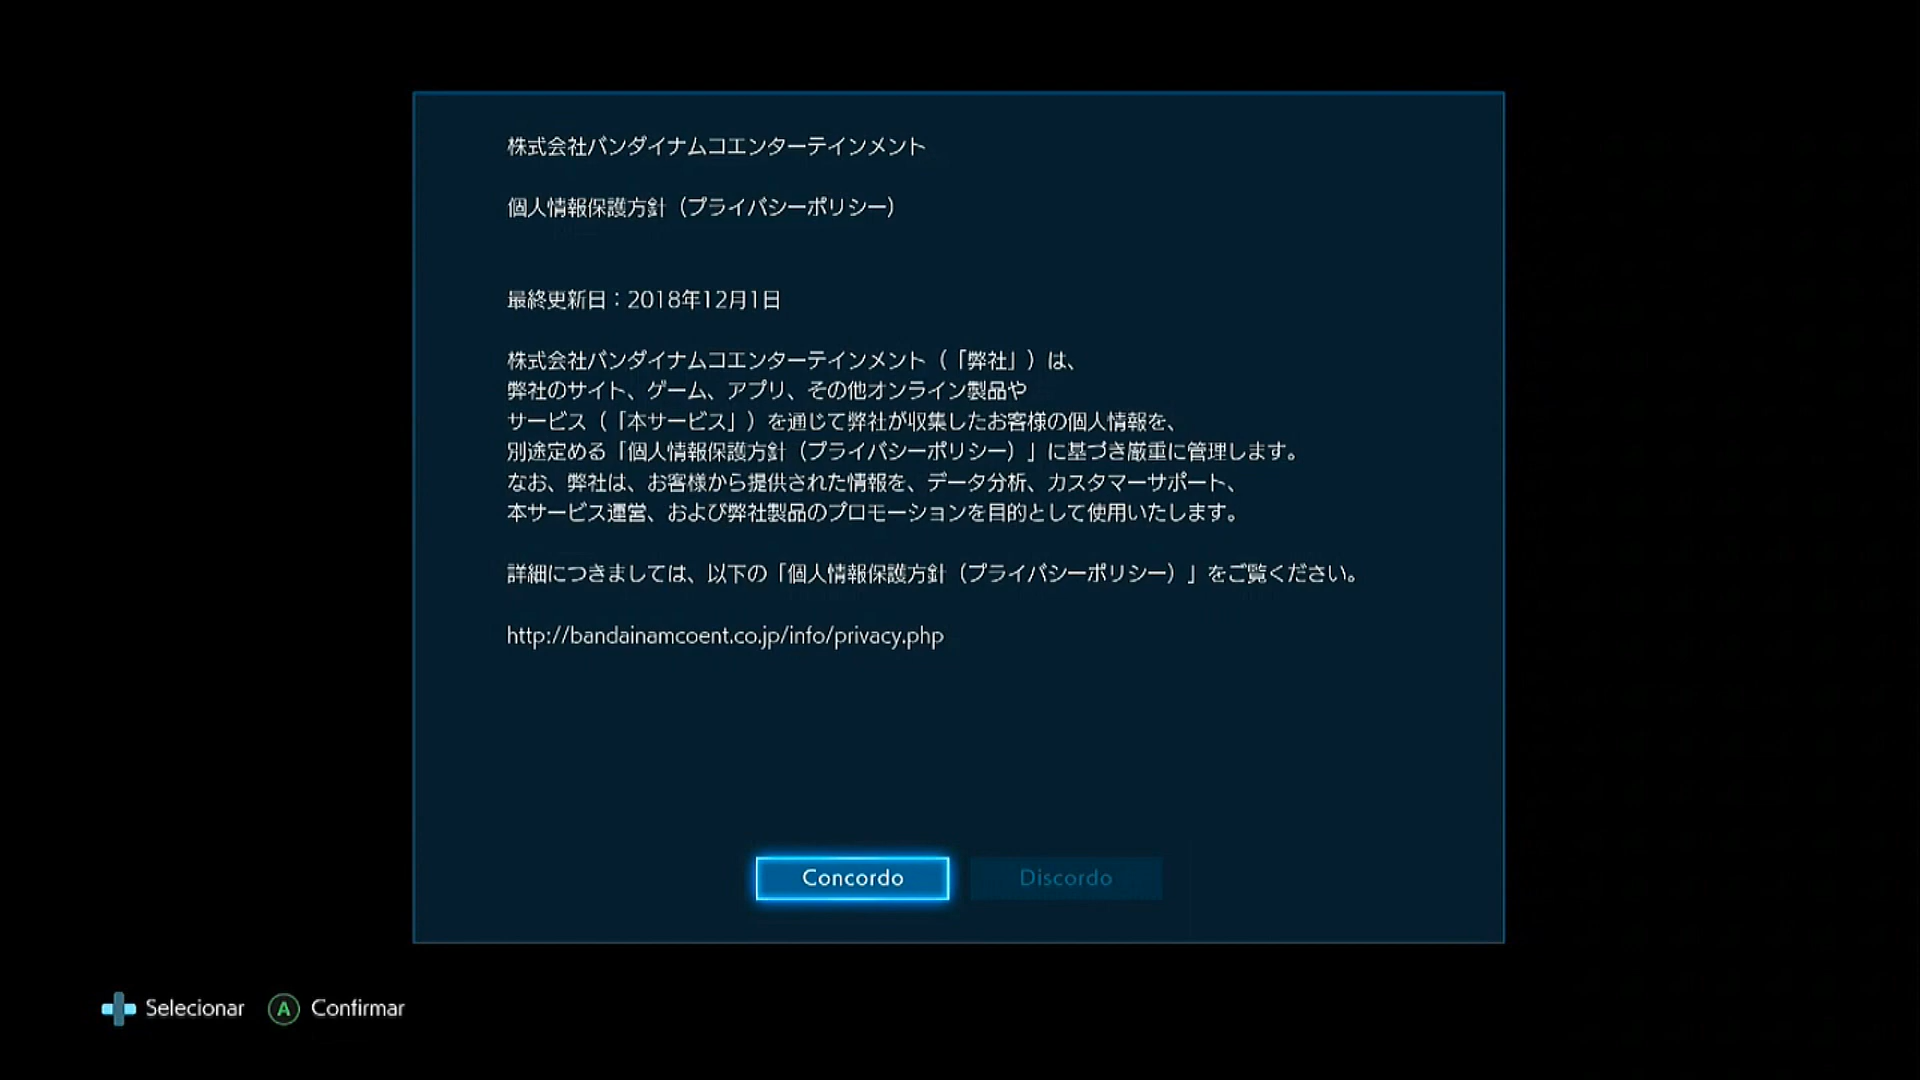 株式会社バンダイナムコエンターテインメント
個人情報保護方針（プライバシーポリシー）
最終更新日：2018年12月1日
株式会社バンダイナムコエンターテインメント（「弊社」）は、
弊社のサイト、ゲーム、アプリ、その他オンライン製品や
サービス（「本サービス」）を通じて弊社が収集したお客様の個人情報を、
別途定める「個人情報保護方針（プライバシーポリシー）」に基づき厳重に管理します。
なお、弊社は、お客様から提供された情報を、データ分析、カスタマーサポート、
本サービス運営、および弊社製品のプロモーションを目的として使用いたします。
詳細につきましては、以下の「個人情報保護方針（プライバシーポリシー）」をご覧ください。
http://bandainamcoent.co.jp/info/privacy.php
Concordo Discordo
Selecionar A Confirmar